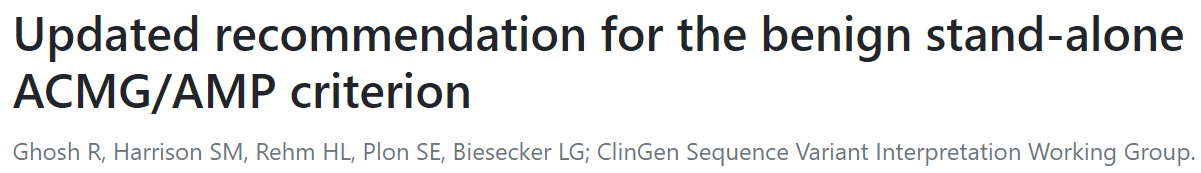 Updated recommendation for the benign stand-alone
ACMG/AMP criterion
Ghosh R, Harrison SM, Rehm HL, Plon SE, Biesecker LG; ClinGen Sequence Variant Interpretation Working Group.